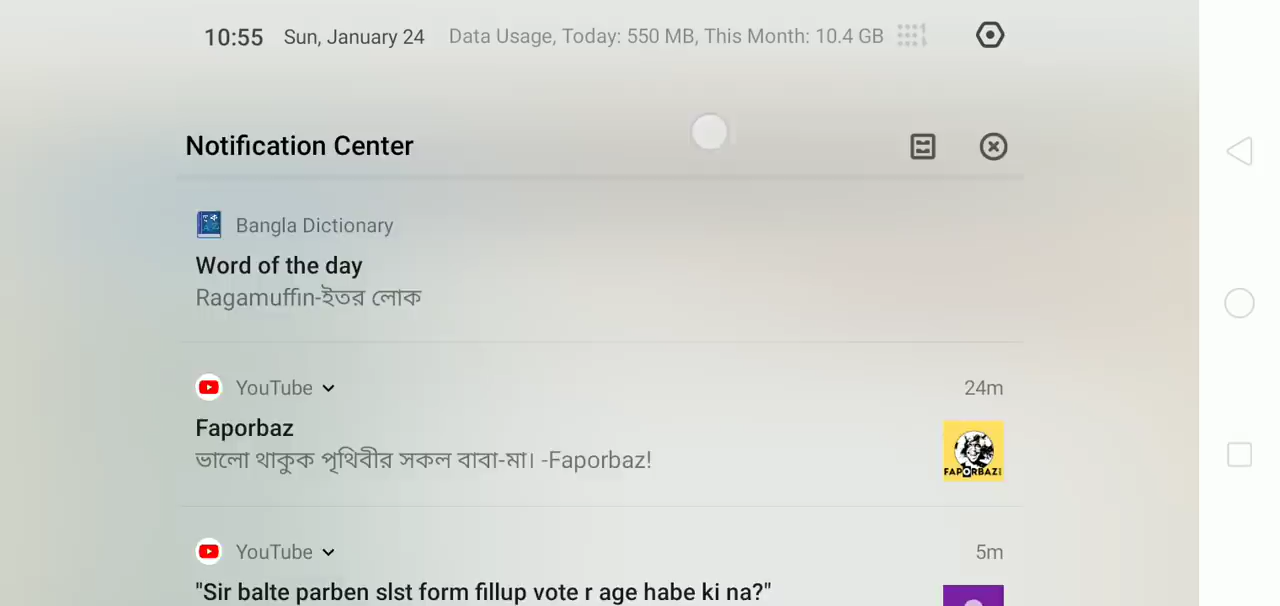 10:55 Sun, January 24 Data Usage, Today: 550 MB, This Month: 10.4 GB
Notification Center
Bangla Dictionary
Word of the day
Ragamuffin-ইতর লোক
YouTube 24m
Faporbaz
ভালো থাকুক পৃথিবীর সকল বাবা-মা। -Faporbaz!
FAPORBAZ!
YouTube 5m
"Sir balte parben slst form fillup vote r age habe ki na?"